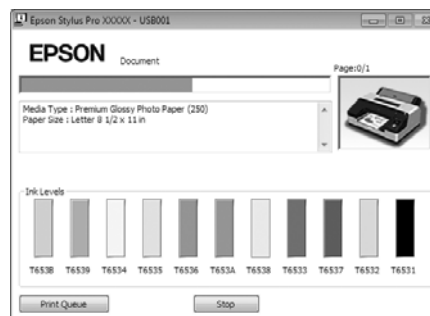 Epson Stylus Pro XXXXX - USB001
EPSON Document
Page:0/1
Media Type : Premium Glossy Photo Paper (250)
Paper Size : Letter 8 1/2 x 11 in
Ink Levels
T653B T6539 T6534 T6535 T6536 T653A T6538 T6533 T6537 T6532 T6531
Print Queue Stop